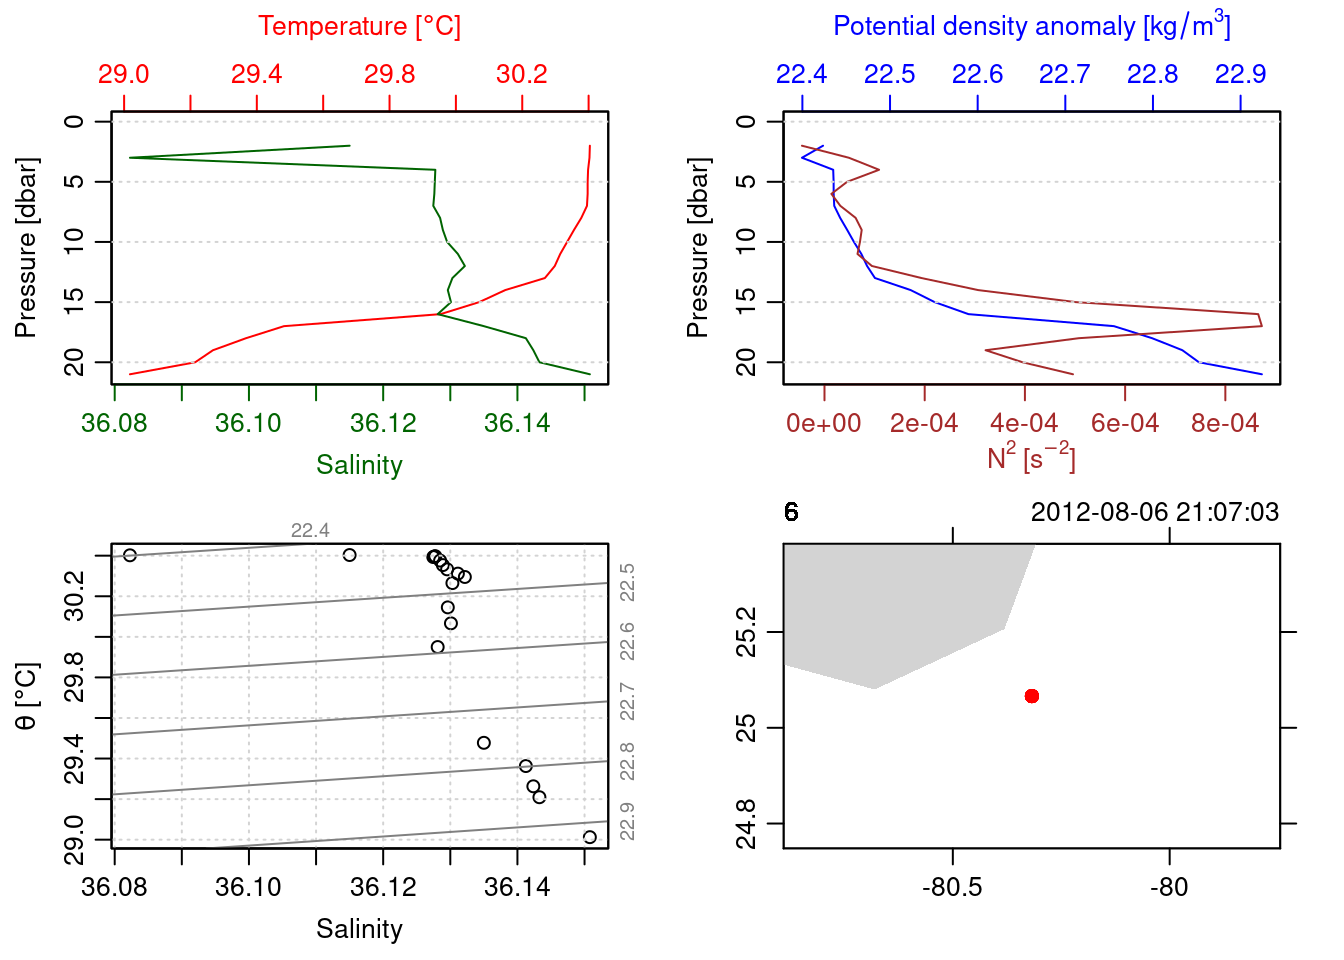 Temperature [°C]
29.0 29.4 29.8 30.2
Pressure [dbar]
0
5
10
15
20
36.08 36.10 36.12 36.14
Salinity
Potential density anomaly [kg/m³]
22.4 22.5 22.6 22.7 22.8 22.9
Pressure [dbar]
0
5
10
15
20
0e+00 2e-04 4e-04 6e-04 8e-04
N² [s⁻²]
22.4
θ [°C]
30.2
29.8
29.4
29.0
22.5
22.6
22.7
22.8
22.9
36.08 36.10 36.12 36.14
Salinity
6 2012-08-06 21:07:03
25.2
25
24.8
-80.5 -80